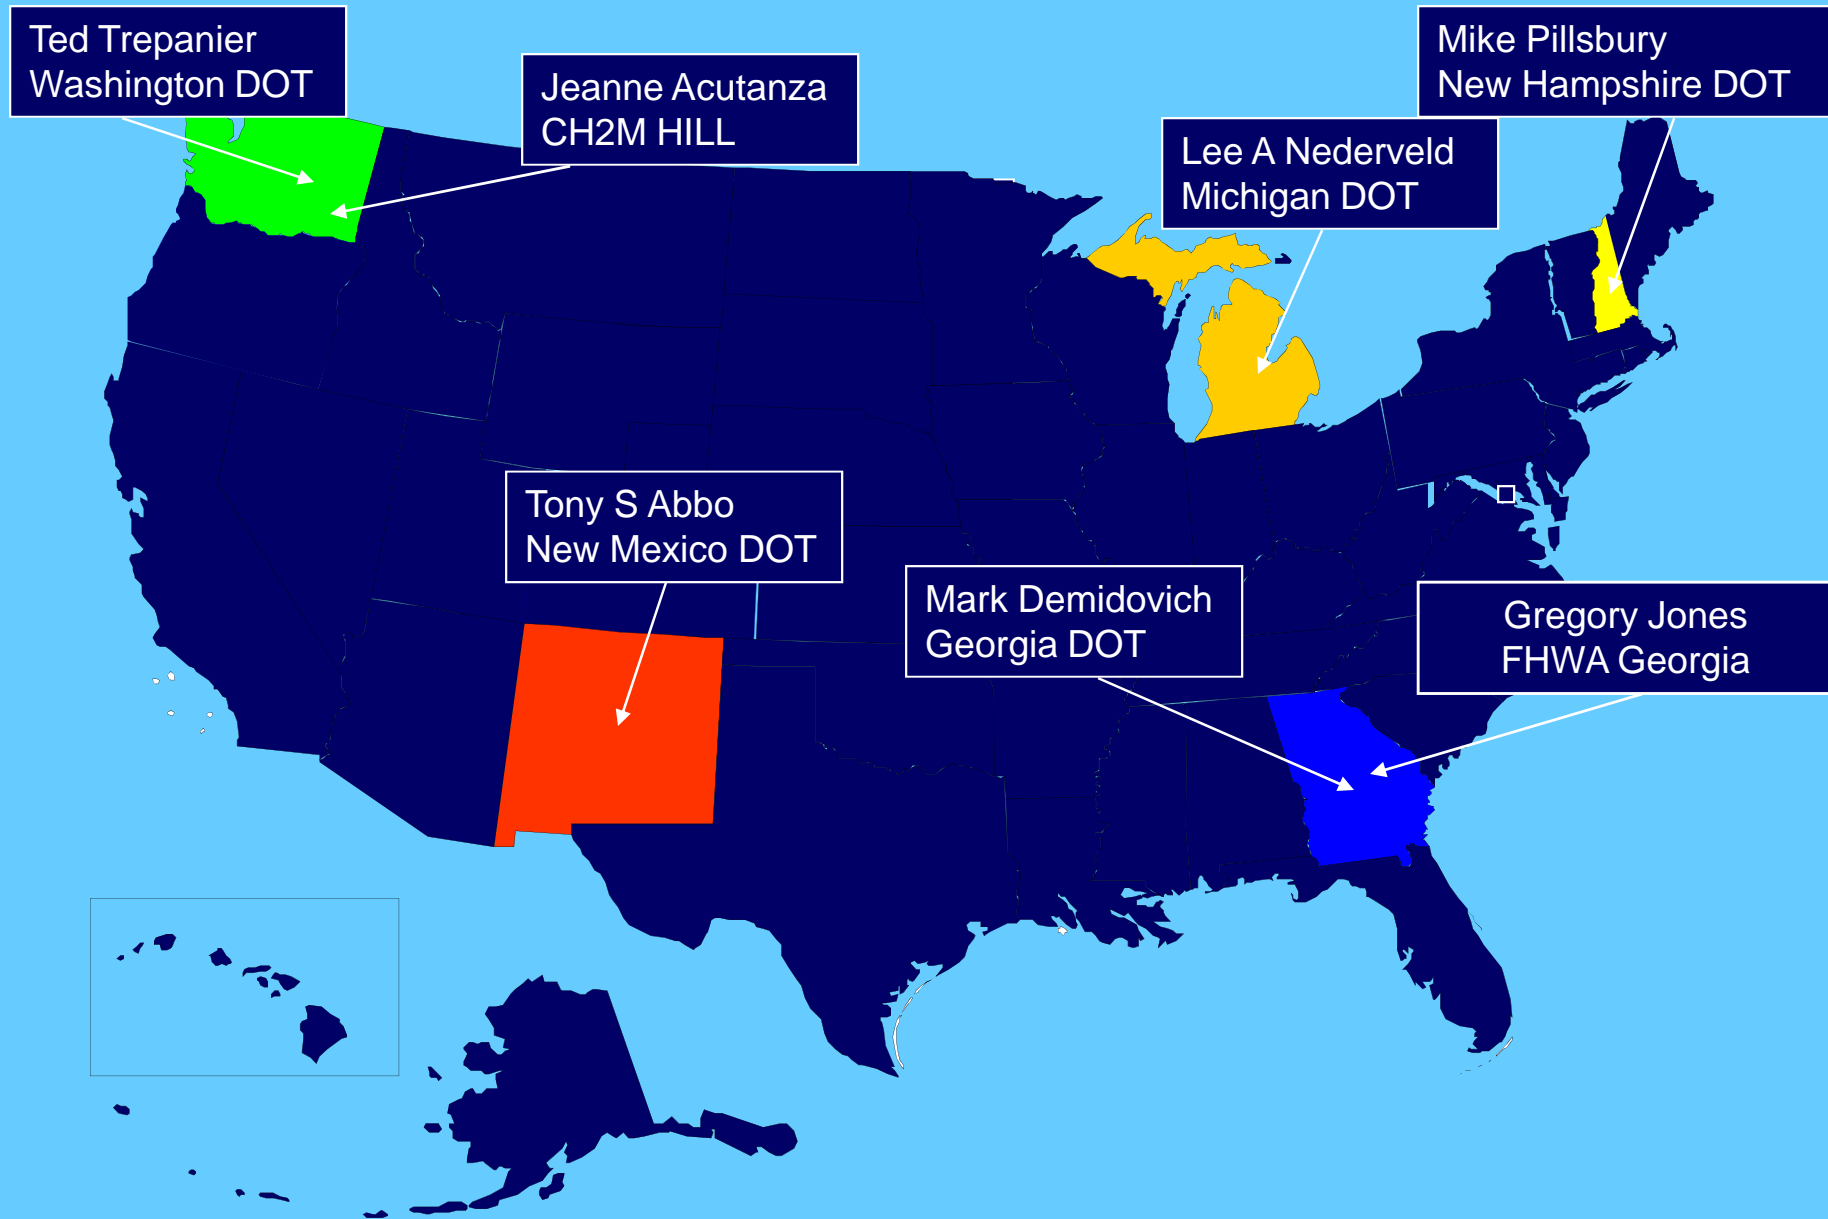 Ted Trepanier
Washington DOT
Jeanne Acutanza
CH2M HILL
Mike Pillsbury
New Hampshire DOT
Lee A Nederveld
Michigan DOT
Tony S Abbo
New Mexico DOT
Mark Demidovich
Georgia DOT
Gregory Jones
FHWA Georgia